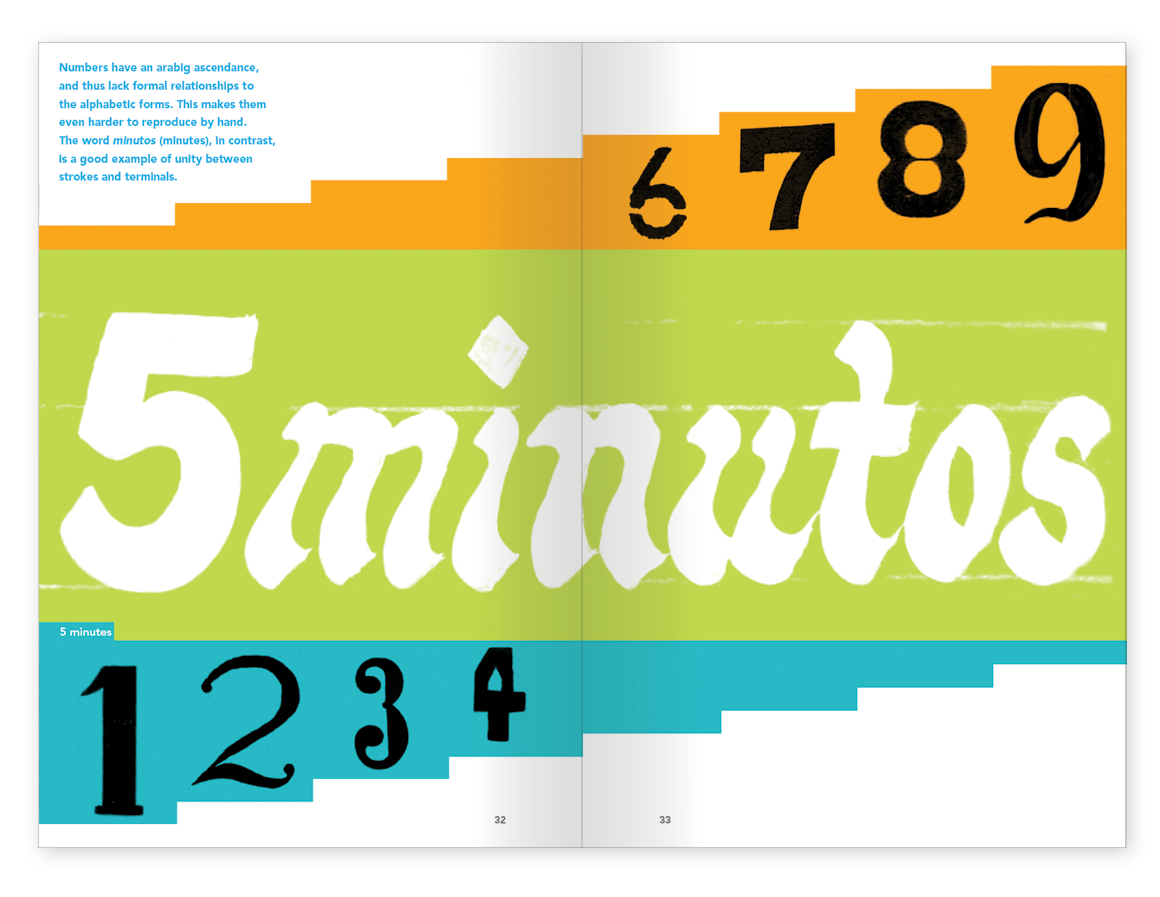 Numbers have an arabig ascendance,
and thus lack formal relationships to
the alphabetic forms. This makes them
even harder to reproduce by hand.
The word minutos (minutes), in contrast,
is a good example of unity between
strokes and terminals.
6 7 8 9
5minutos
5 minutes
1 2 3 4
32
33